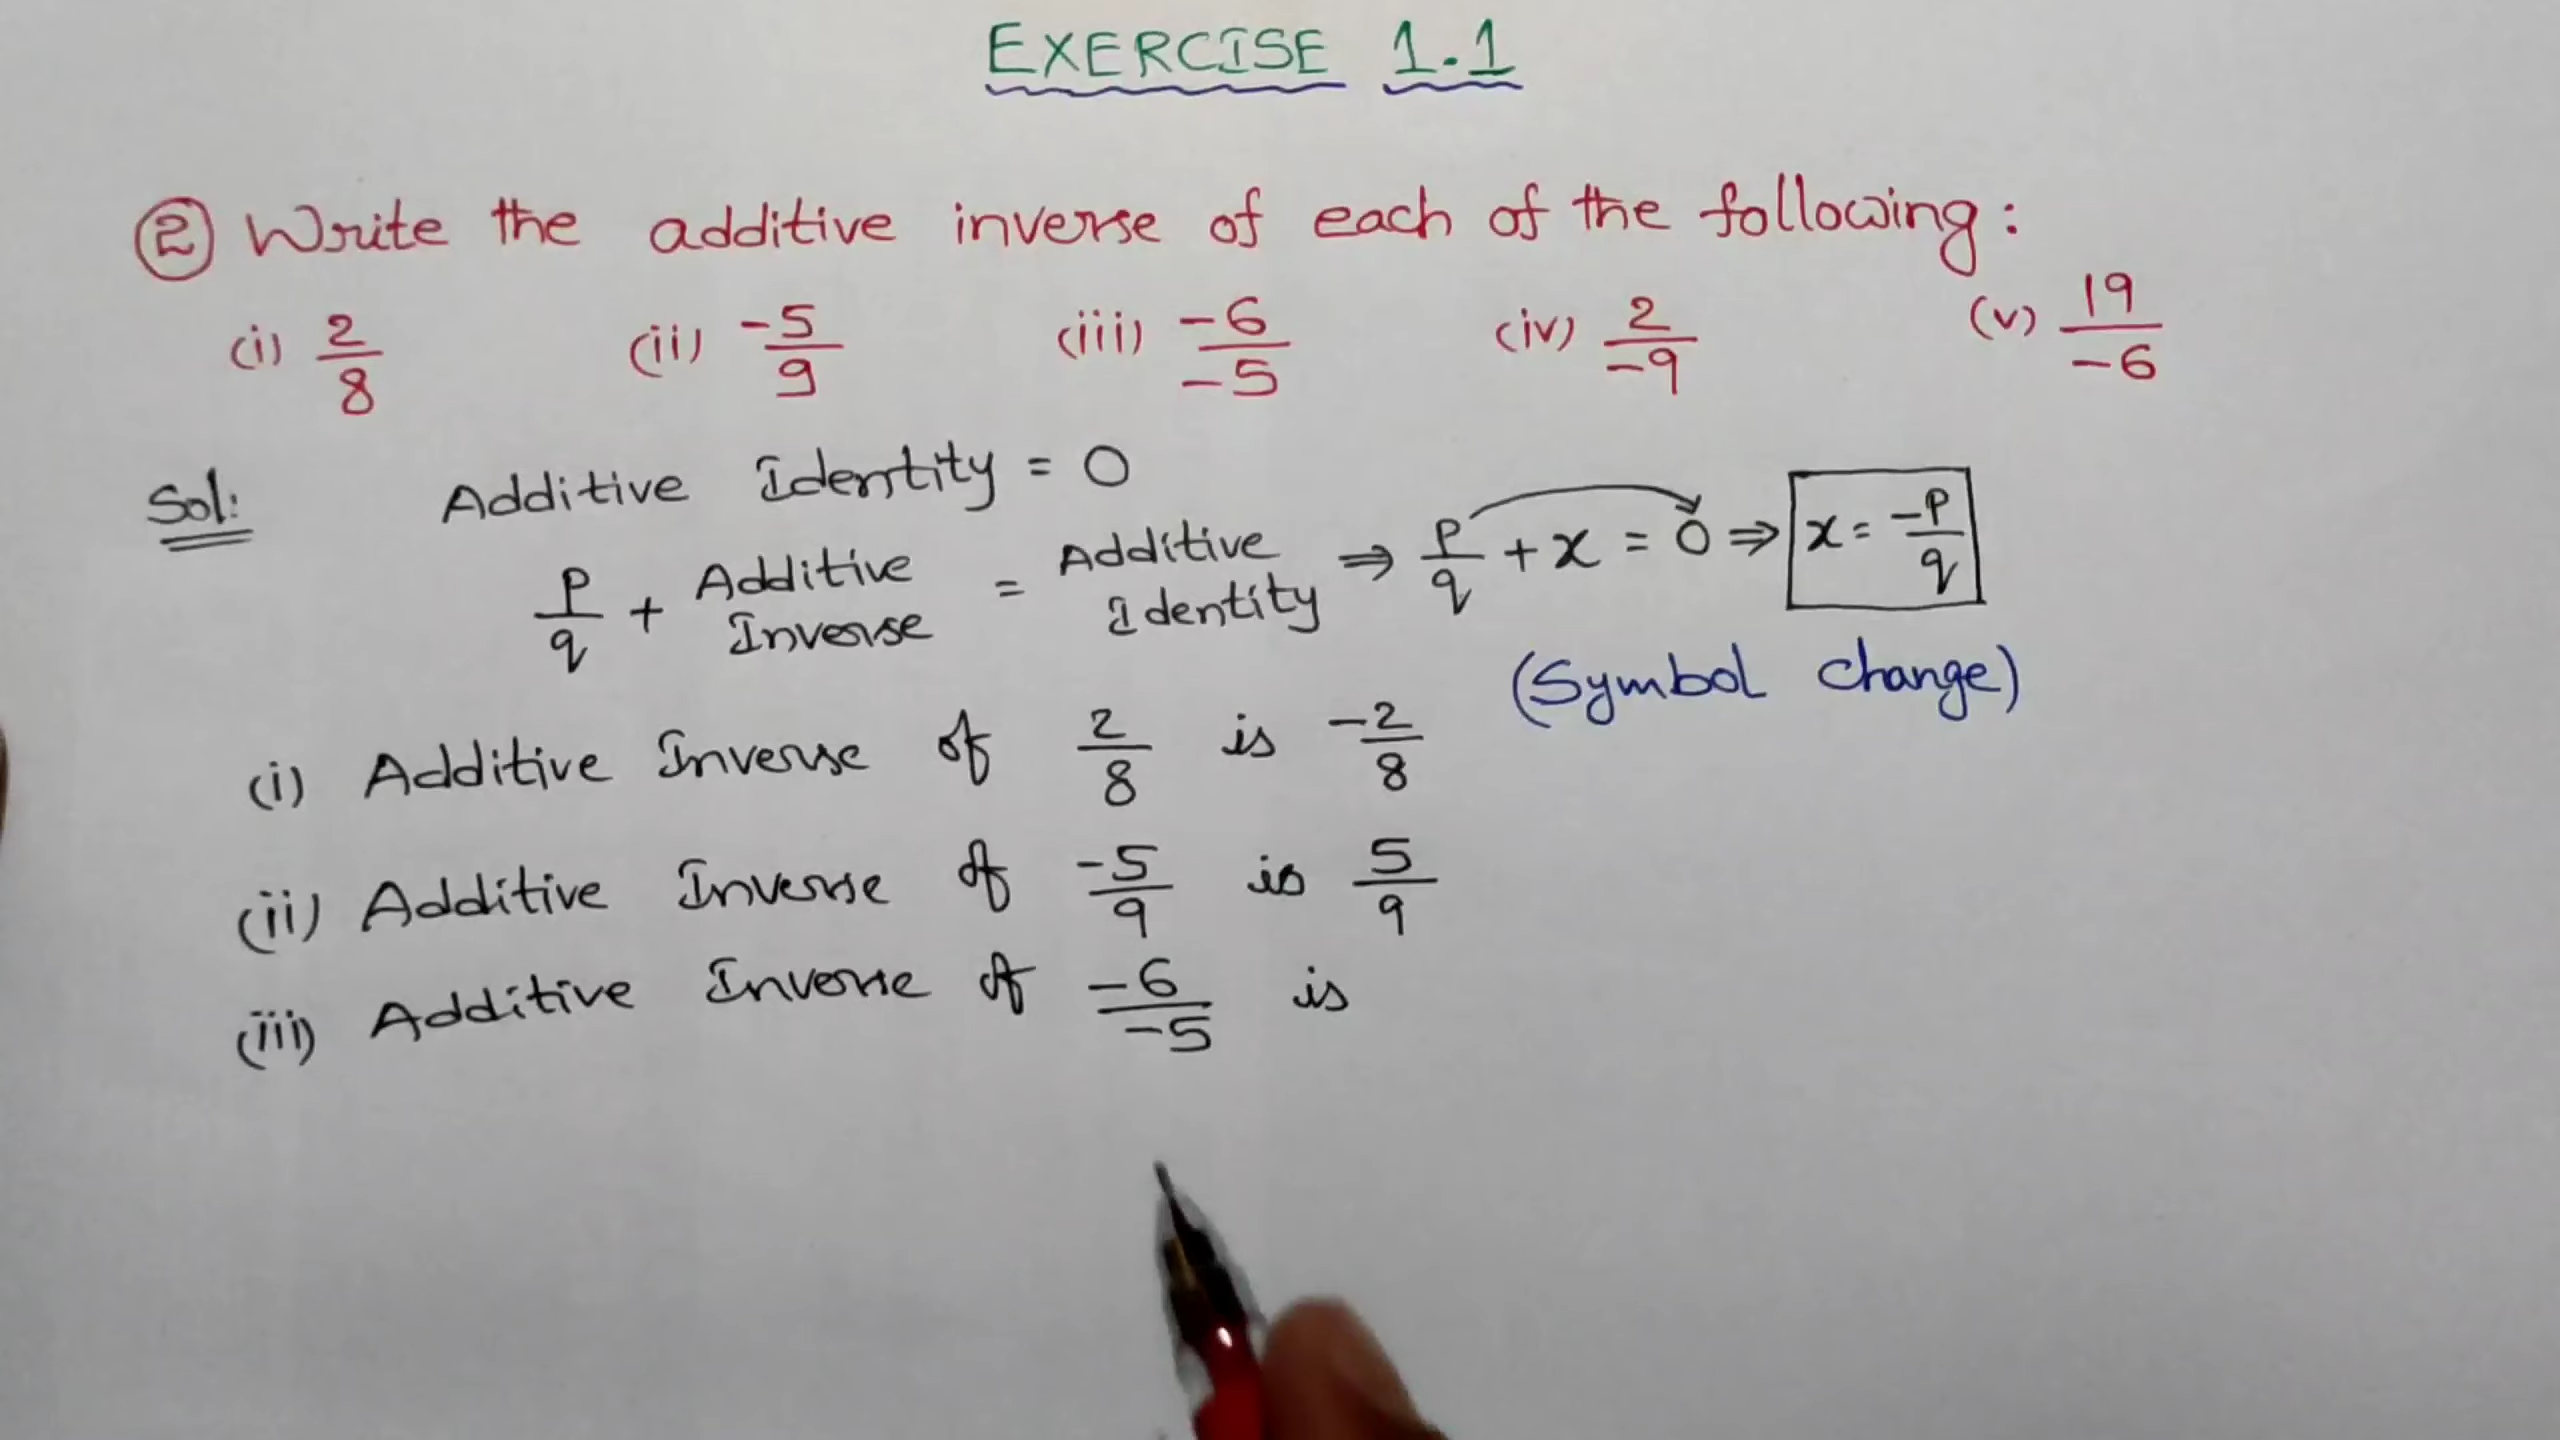 EXERCISE 1.1
② Write the additive inverse of each of the following:
(i) 2/8 (ii) -5/9 (iii) -6/-5 (iv) 2/-9 (v) 19/-6
Sol: Additive Identity = 0
p/q + Additive Inverse = Additive Identity ⇒ p/q + x = 0 ⇒ x = -p/q
(Symbol change)
(i) Additive Inverse of 2/8 is -2/8
(ii) Additive Inverse of -5/9 is 5/9
(iii) Additive Inverse of -6/-5 is